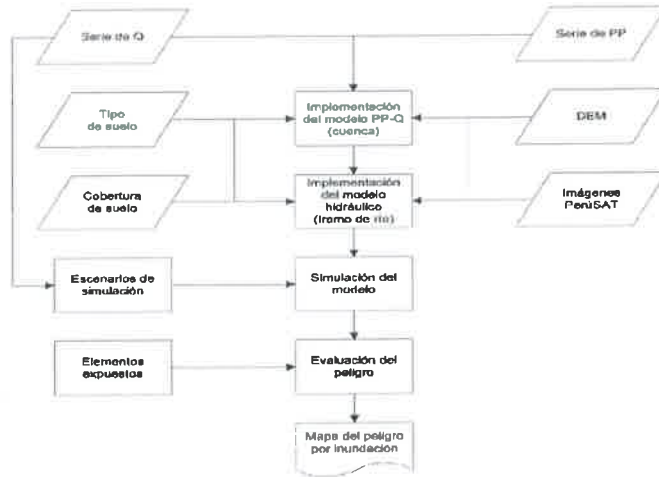 Serie de Q
Serie de PP
Tipo
de suelo
Implementación
del modelo PP-Q
(cuenca)
DEM
Cobertura
de suelo
Implementación
del modelo
hidráulico
(tramo de río)
Imágenes
PerúSAT
Escenarios de
simulación
Simulación del
modelo
Elementos
expuestos
Evaluación del
peligro
Mapa del peligro
por inundación